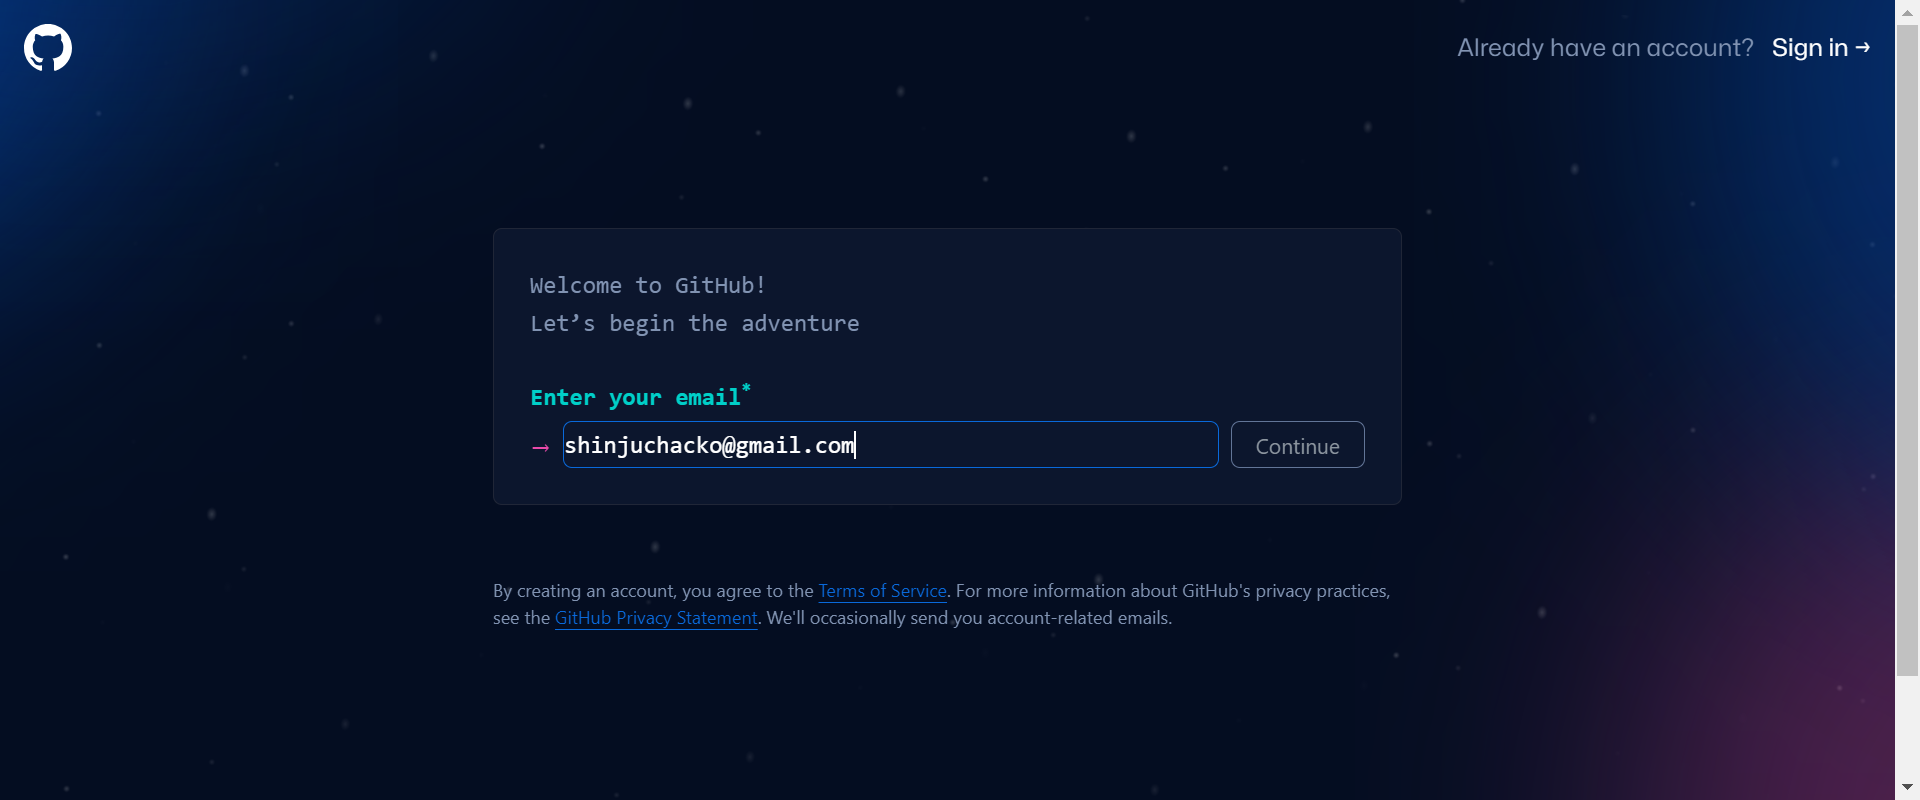 Already have an account? Sign in →
Welcome to GitHub!
Let’s begin the adventure
Enter your email*
→ shinjuchacko@gmail.com Continue
By creating an account, you agree to the Terms of Service. For more information about GitHub's privacy practices,
see the GitHub Privacy Statement. We'll occasionally send you account-related emails.